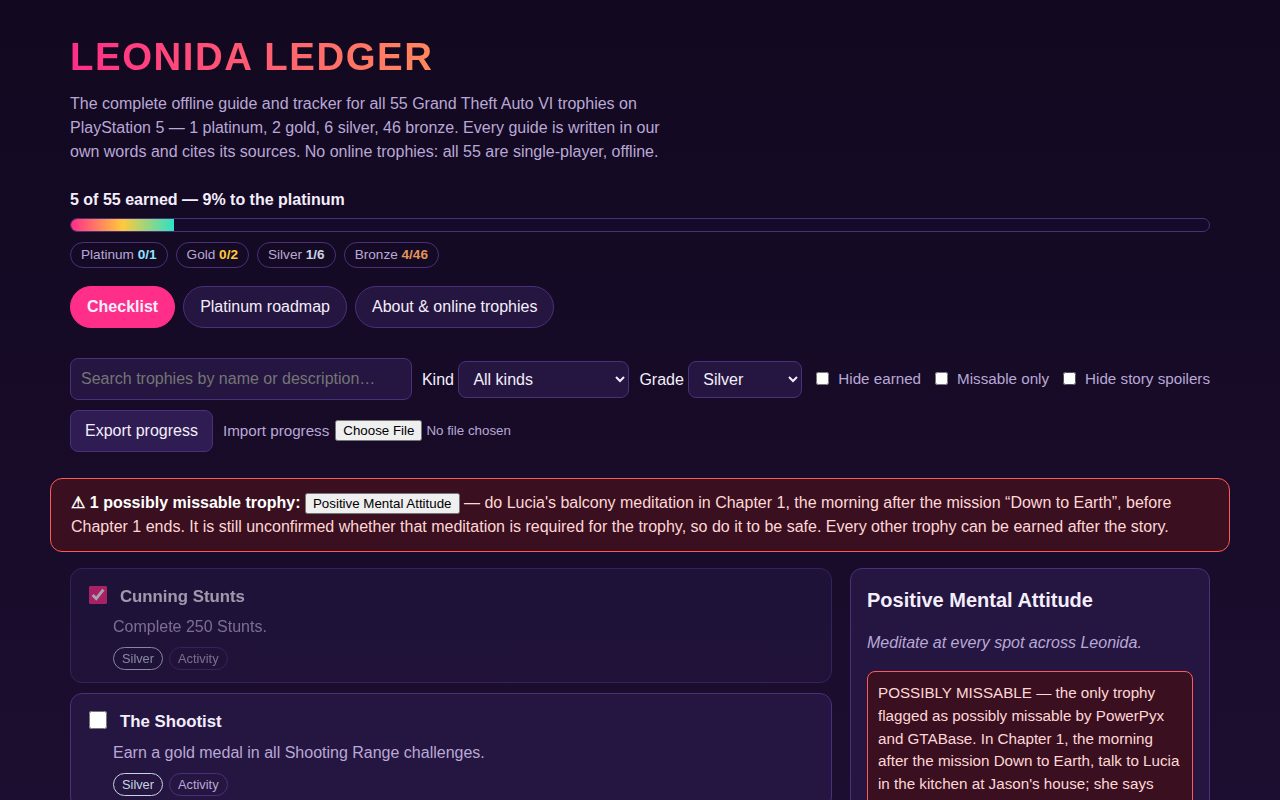 LEONIDA LEDGER
The complete offline guide and tracker for all 55 Grand Theft Auto VI trophies on
PlayStation 5 — 1 platinum, 2 gold, 6 silver, 46 bronze. Every guide is written in our
own words and cites its sources. No online trophies: all 55 are single-player, offline.
5 of 55 earned — 9% to the platinum
Platinum 0/1 Gold 0/2 Silver 1/6 Bronze 4/46
Checklist Platinum roadmap About & online trophies
Search trophies by name or description… Kind All kinds Grade Silver Hide earned Missable only Hide story spoilers
Export progress Import progress Choose File No file chosen
⚠ 1 possibly missable trophy: Positive Mental Attitude — do Lucia's balcony meditation in Chapter 1, the morning after the mission “Down to Earth”, before
Chapter 1 ends. It is still unconfirmed whether that meditation is required for the trophy, so do it to be safe. Every other trophy can be earned after the story.
Cunning Stunts
Complete 250 Stunts.
Silver Activity
The Shootist
Earn a gold medal in all Shooting Range challenges.
Silver Activity
Positive Mental Attitude
Meditate at every spot across Leonida.
POSSIBLY MISSABLE — the only trophy
flagged as possibly missable by PowerPyx
and GTABase. In Chapter 1, the morning
after the mission Down to Earth, talk to Lucia
in the kitchen at Jason's house; she says